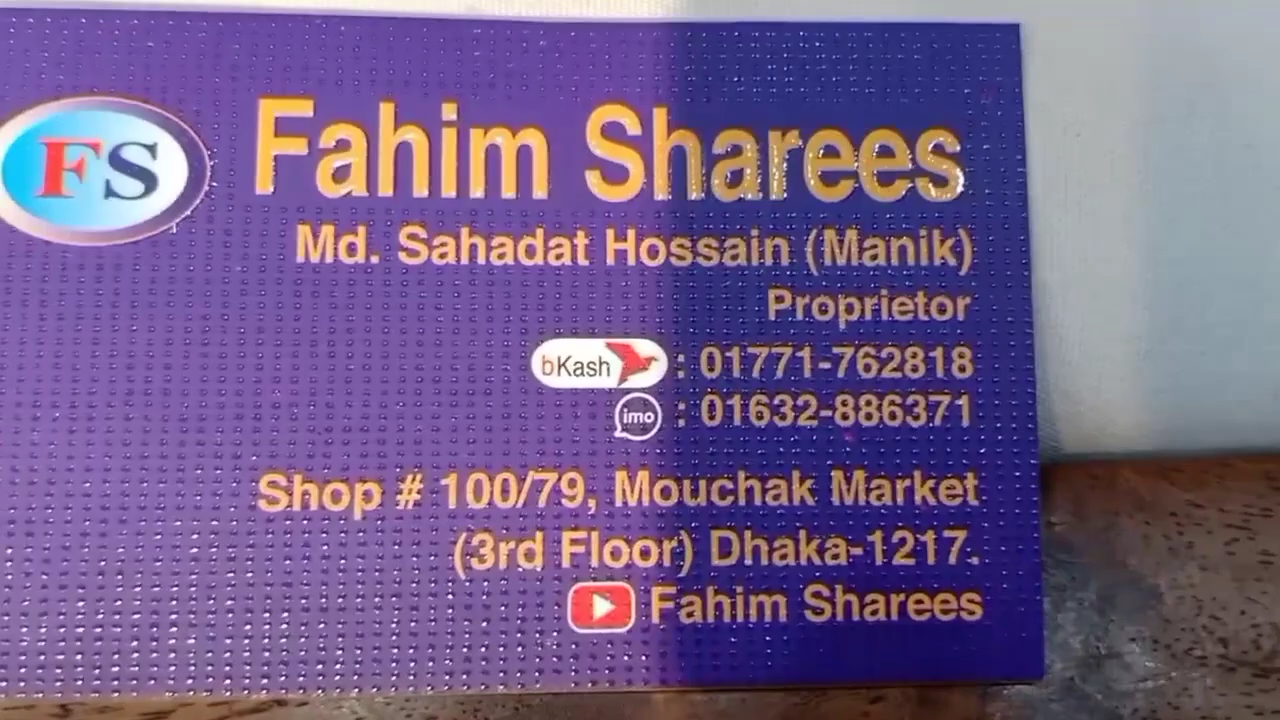 FS
Fahim Sharees
Md. Sahadat Hossain (Manik)
Proprietor
bKash : 01771-762818
imo : 01632-886371
Shop # 100/79, Mouchak Market
(3rd Floor) Dhaka-1217.
Fahim Sharees